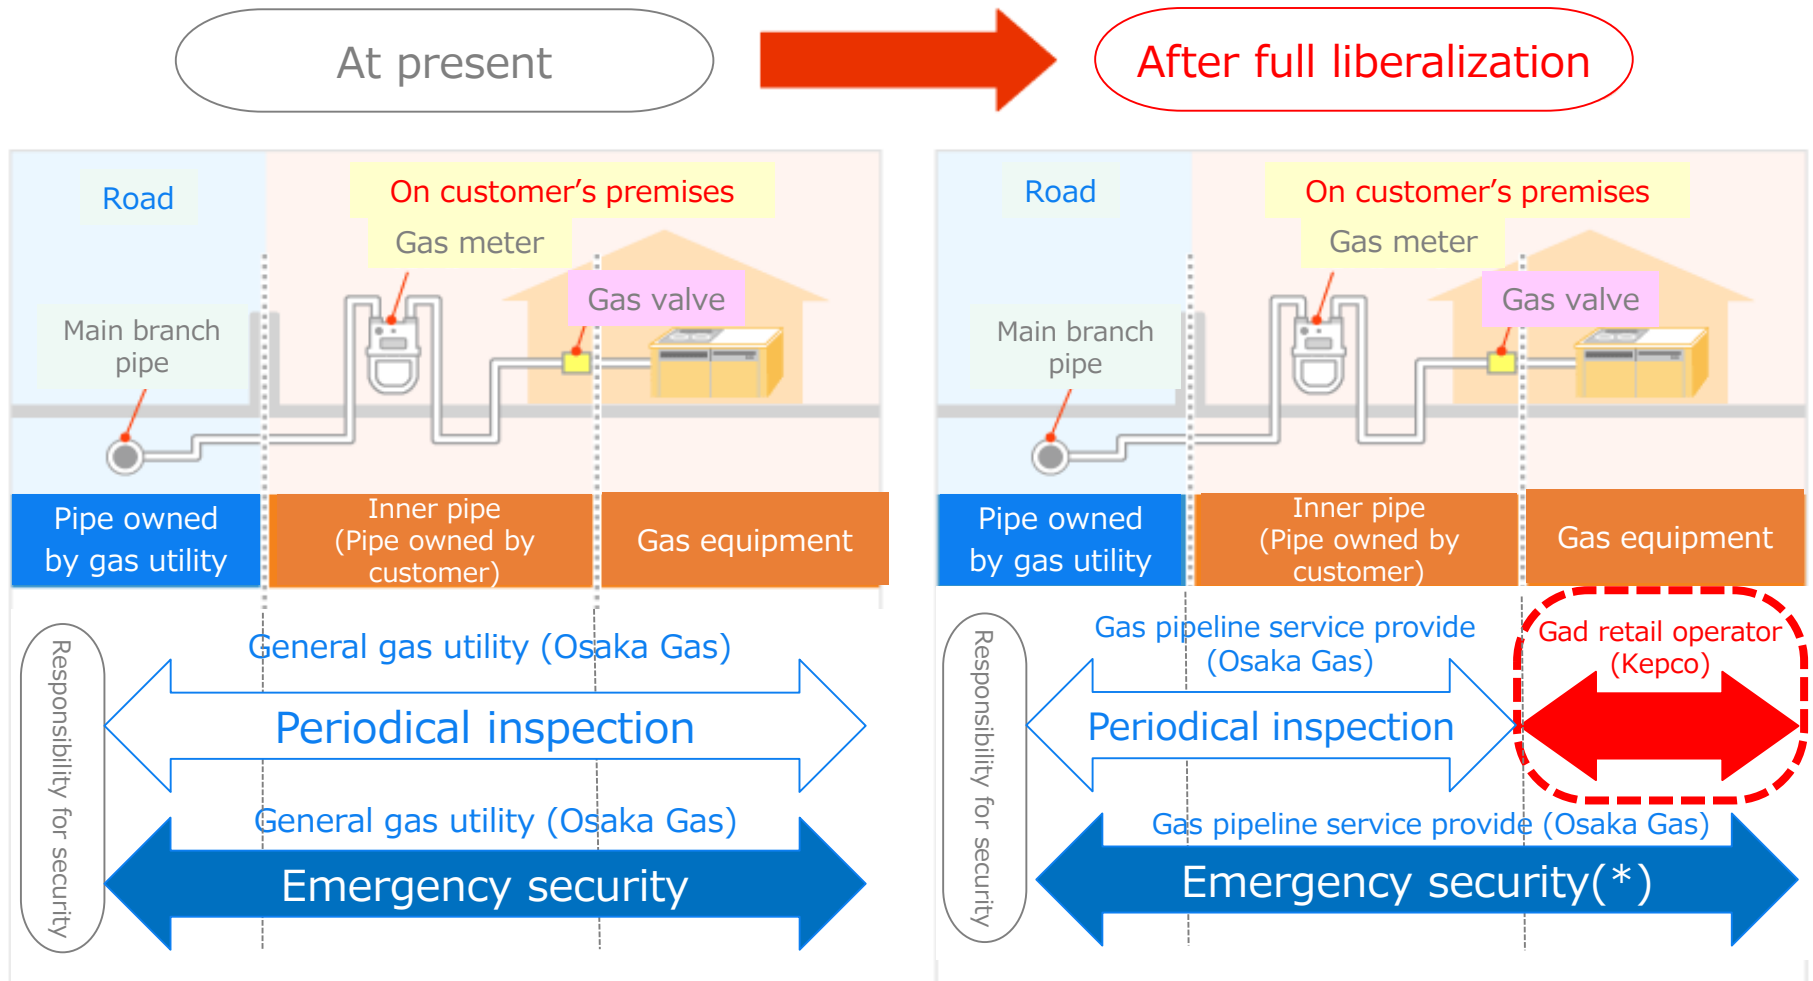 At present
After full liberalization
Road
On customer's premises
Gas meter
Gas valve
Main branch
pipe
Pipe owned
by gas utility
Inner pipe
(Pipe owned by
customer)
Gas equipment
Responsibility for security
General gas utility (Osaka Gas)
Periodical inspection
General gas utility (Osaka Gas)
Emergency security
Road
On customer's premises
Gas meter
Gas valve
Main branch
pipe
Pipe owned
by gas utility
Inner pipe
(Pipe owned by
customer)
Gas equipment
Responsibility for security
Gas pipeline service provide
(Osaka Gas)
Gad retail operator
(Kepco)
Periodical inspection
Gas pipeline service provide (Osaka Gas)
Emergency security(*)